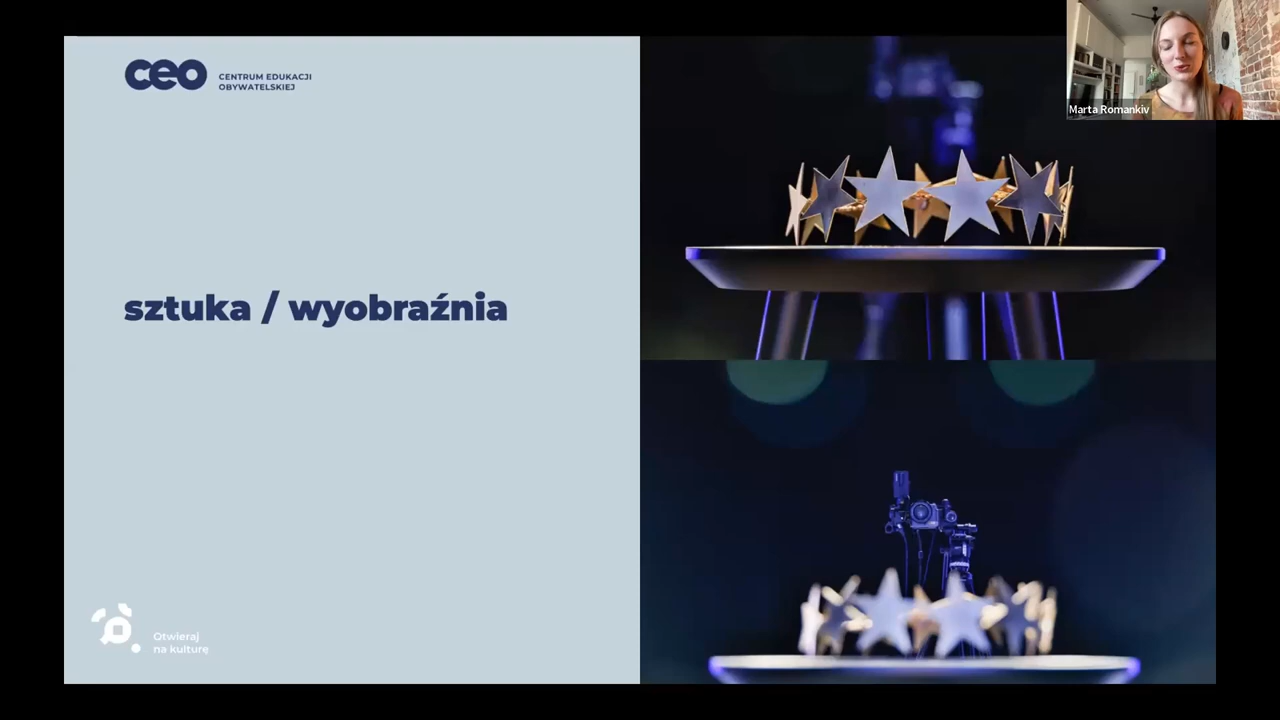 ceo
CENTRUM EDUKACJI
OBYWATELSKIEJ
sztuka / wyobraźnia
Otwieraj
na kulturę
Marta Romankiv